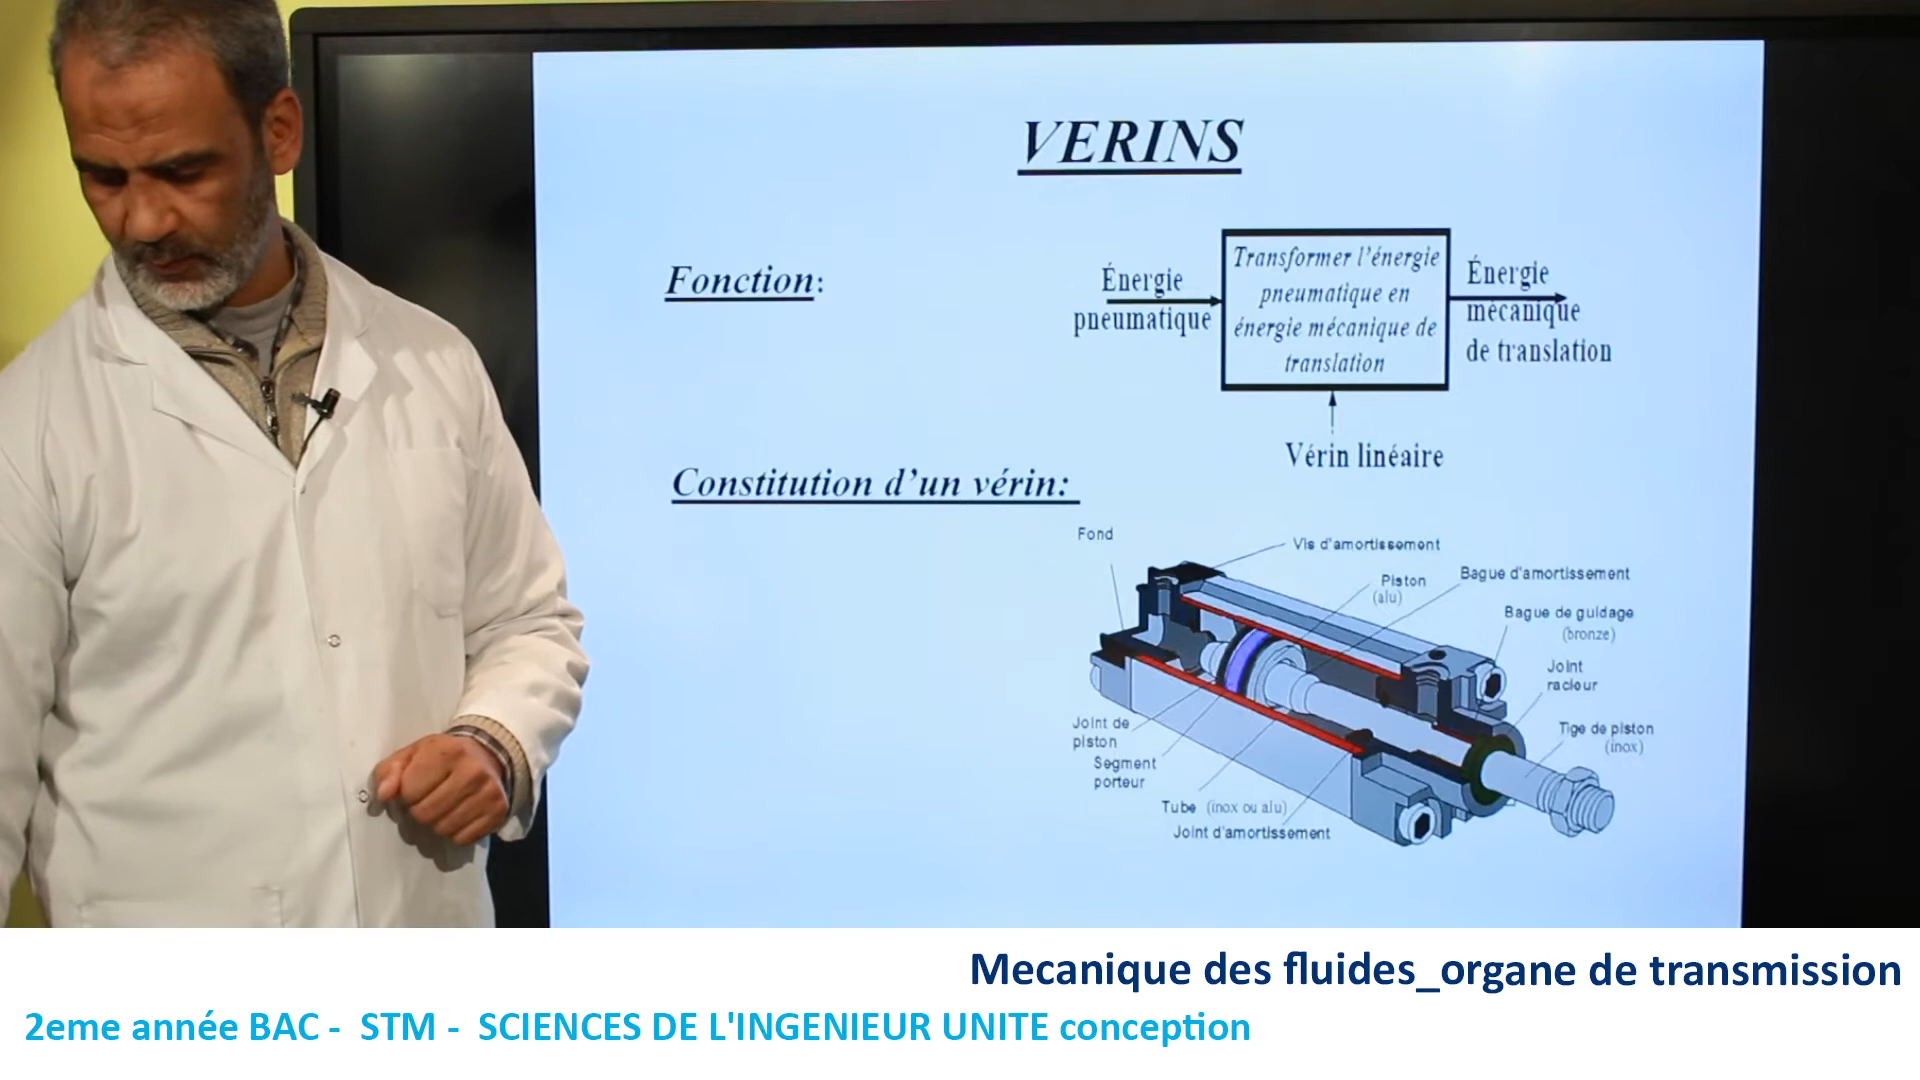 VERINS
Fonction:
Énergie
pneumatique
Transformer l'énergie
pneumatique en
énergie mécanique de
translation
Énergie
mécanique
de translation
Vérin linéaire
Constitution d'un vérin:
Fond
Vis d'amortissement
Piston
(alu)
Bague d'amortissement
Bague de guidage
(bronze)
Joint
racleur
Tige de piston
(inox)
Joint de
piston
Segment
porteur
Tube (inox ou alu)
Joint d'amortissement
Mecanique des fluides_organe de transmission
2eme année BAC - STM - SCIENCES DE L'INGENIEUR UNITE conception